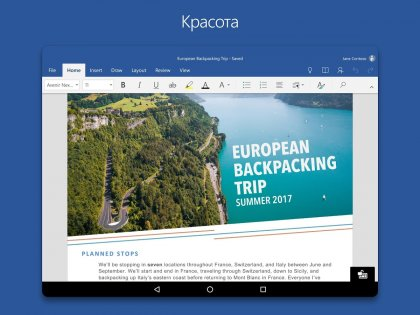 Красота
European Backpacking Trip - Saved
Jane Contoso
File Home Insert Draw Layout Review View
Avenir Nex... 11 B I U ab A
EUROPEAN
BACKPACKING
TRIP
SUMMER 2017
PLANNED STOPS
We'll be stopping in seven locations throughout France, Switzerland, and Italy between June and
September. We'll start and end in France, traveling through Switzerland, down to Sicily, and
backpacking up Italy's eastern coast before returning to Mont Blanc in France. Everyone I've